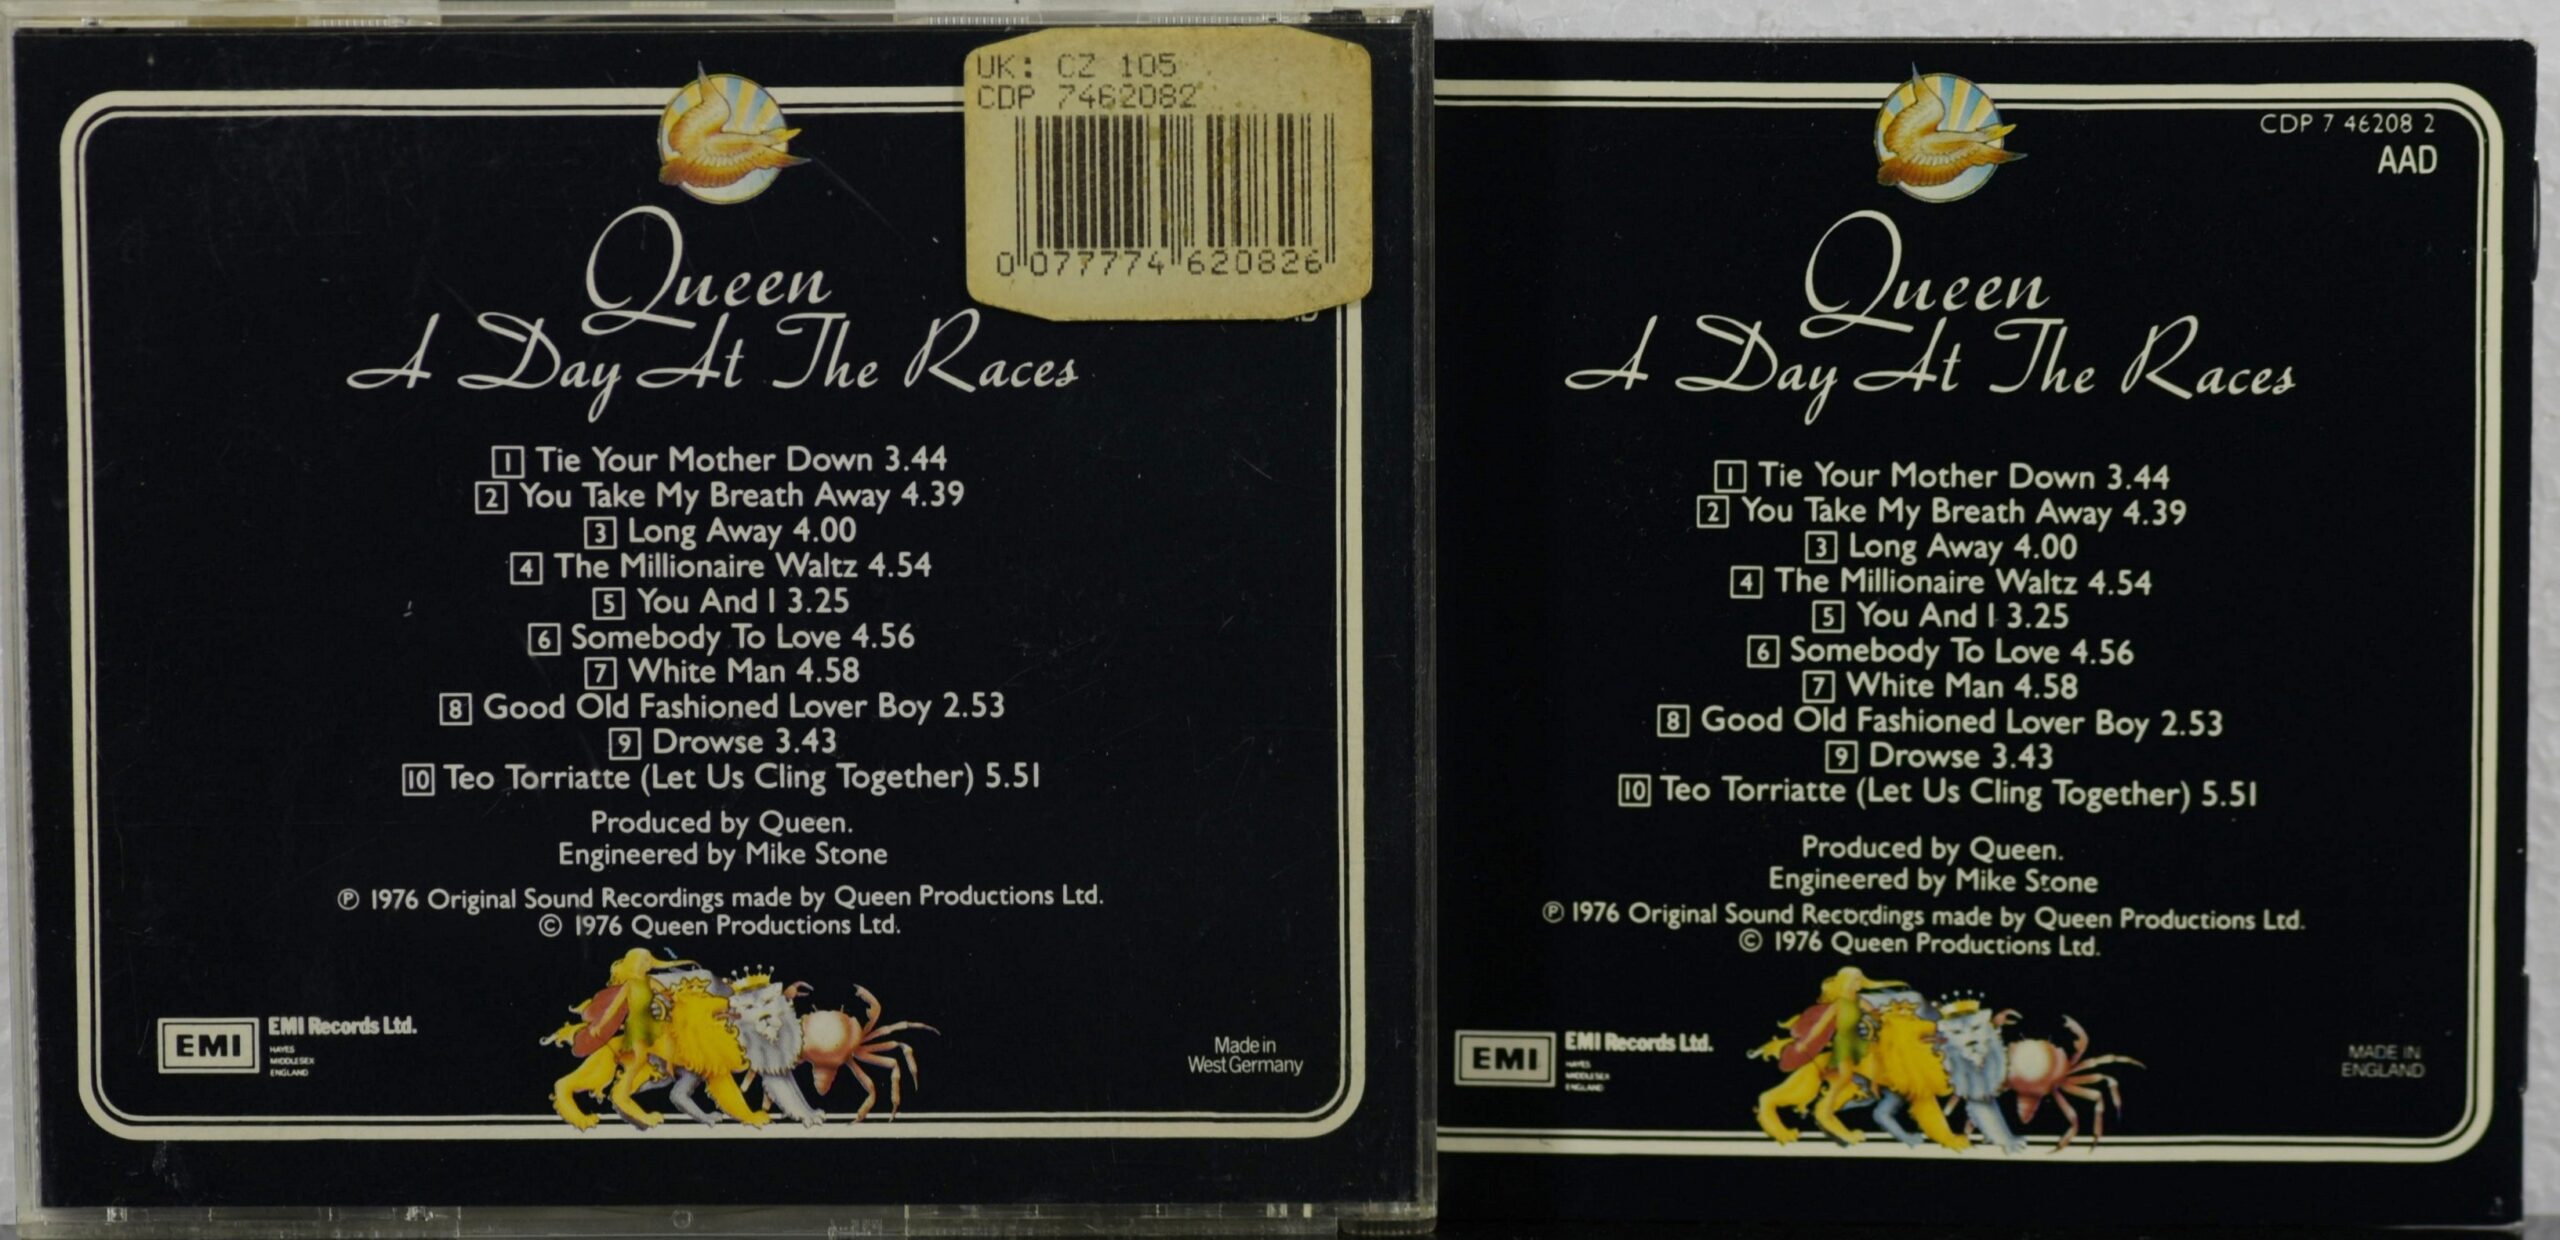 UK: CZ 105
CDP 7462082
0 077774 620826
Queen
A Day At The Races
1 Tie Your Mother Down 3.44
2 You Take My Breath Away 4.39
3 Long Away 4.00
4 The Millionaire Waltz 4.54
5 You And I 3.25
6 Somebody To Love 4.56
7 White Man 4.58
8 Good Old Fashioned Lover Boy 2.53
9 Drowse 3.43
10 Teo Torriatte (Let Us Cling Together) 5.51
Produced by Queen.
Engineered by Mike Stone
℗ 1976 Original Sound Recordings made by Queen Productions Ltd.
© 1976 Queen Productions Ltd.
EMI
EMI Records Ltd.
HAYES
MIDDLESEX
ENGLAND
Made in
West Germany
CDP 7 46208 2
AAD
Queen
A Day At The Races
1 Tie Your Mother Down 3.44
2 You Take My Breath Away 4.39
3 Long Away 4.00
4 The Millionaire Waltz 4.54
5 You And I 3.25
6 Somebody To Love 4.56
7 White Man 4.58
8 Good Old Fashioned Lover Boy 2.53
9 Drowse 3.43
10 Teo Torriatte (Let Us Cling Together) 5.51
Produced by Queen.
Engineered by Mike Stone
℗ 1976 Original Sound Recordings made by Queen Productions Ltd.
© 1976 Queen Productions Ltd.
EMI
EMI Records Ltd.
HAYES
MIDDLESEX
ENGLAND
MADE IN
ENGLAND